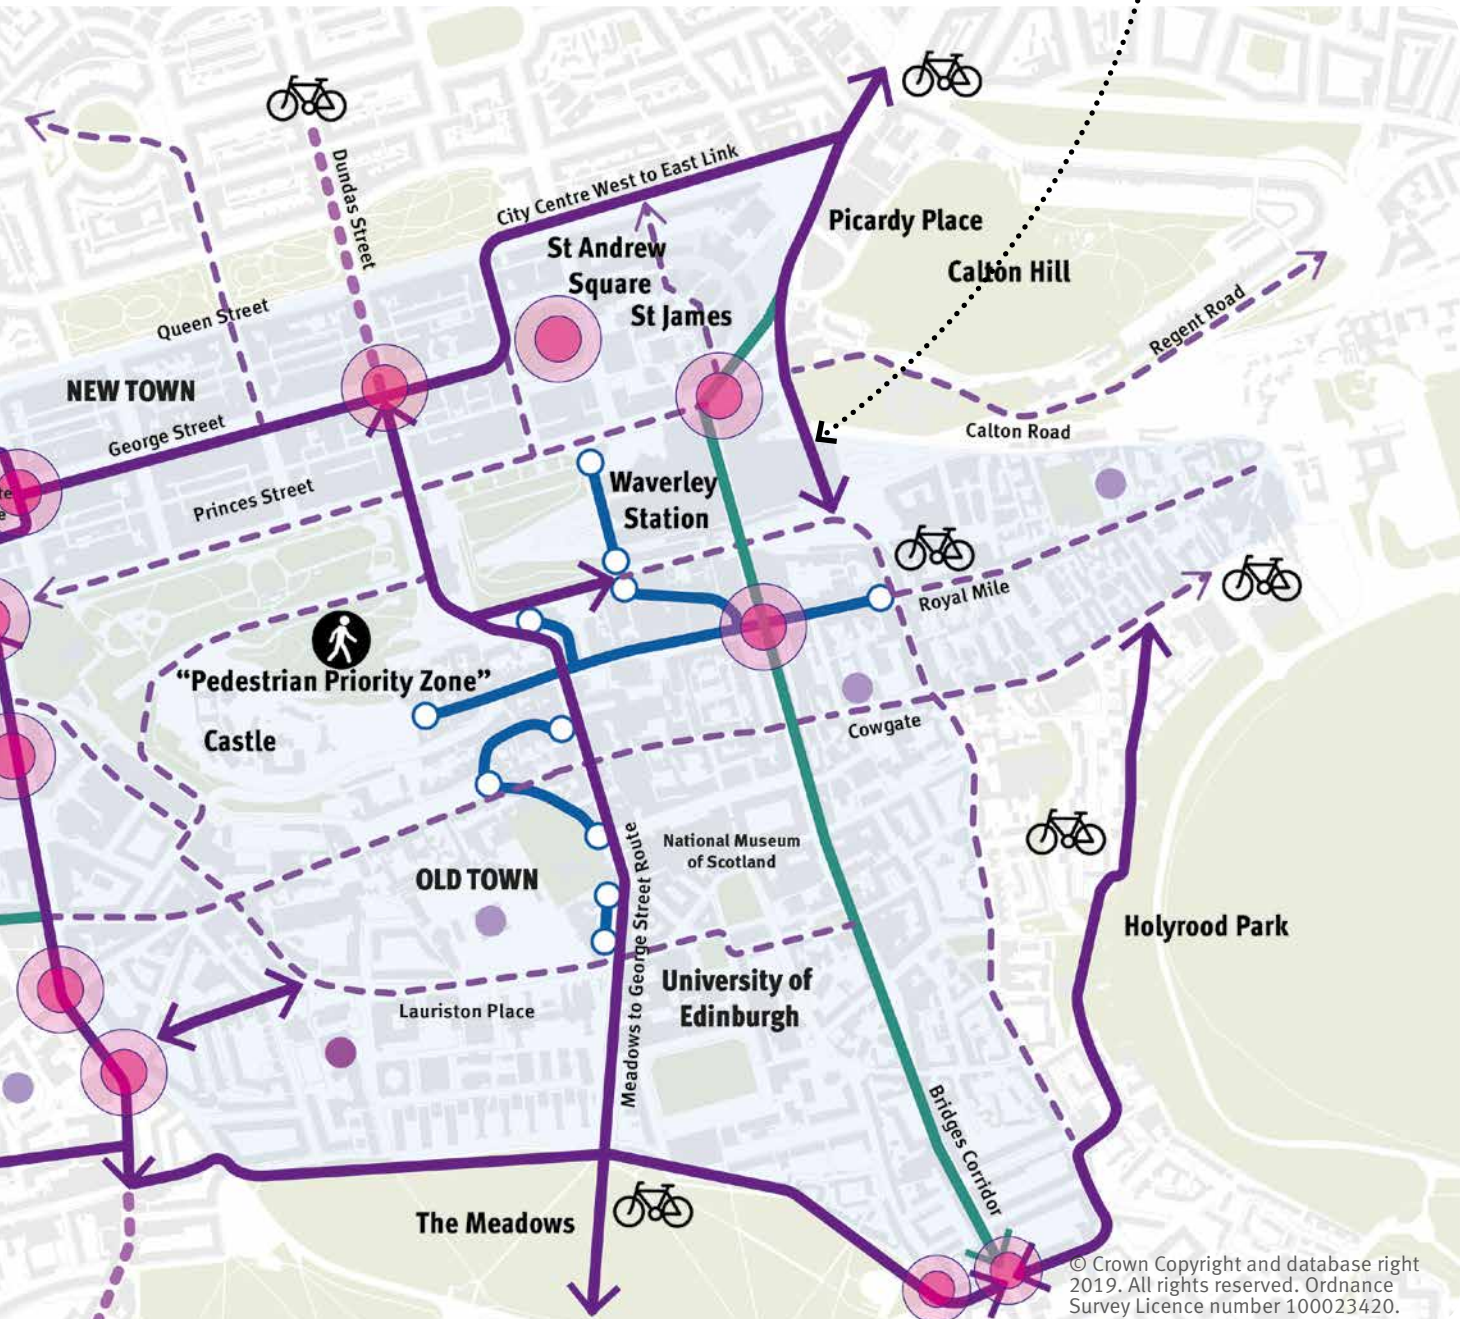 Dundas Street
City Centre West to East Link
Picardy Place
St Andrew
Square
Calton Hill
St James
Queen Street
Regent Road
NEW TOWN
George Street
Calton Road
Princes Street
Waverley
Station
Royal Mile
"Pedestrian Priority Zone"
Castle
Cowgate
National Museum
of Scotland
OLD TOWN
Meadows to George Street Route
Holyrood Park
University of
Edinburgh
Lauriston Place
Bridges Corridor
The Meadows
© Crown Copyright and database right
2019. All rights reserved. Ordnance
Survey Licence number 100023420.